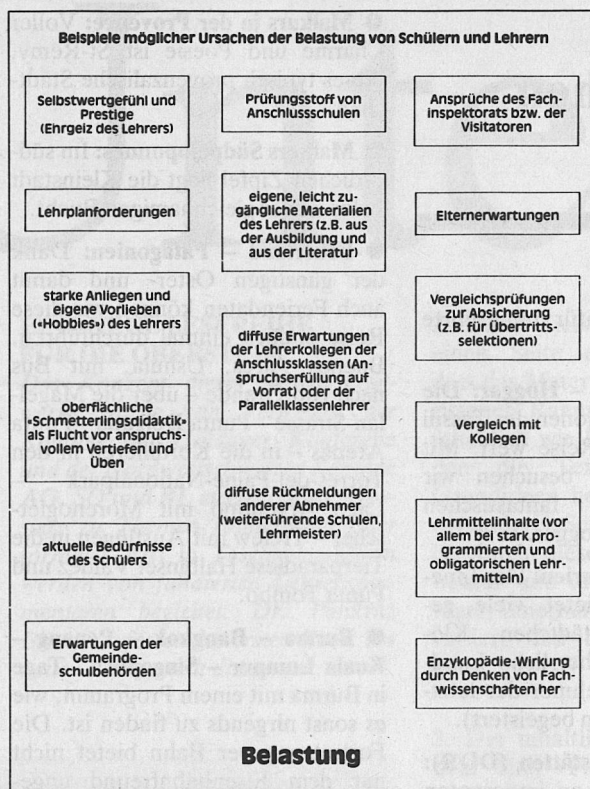 Beispiele möglicher Ursachen der Belastung von Schülern und Lehrern
Selbstwertgefühl und
Prestige
(Ehrgeiz des Lehrers)
Lehrplanforderungen
starke Anliegen und
eigene Vorlieben
(«Hobbies») des Lehrers
oberflächliche
«Schmetterlingsdidaktik»
als Flucht vor anspruchs-
vollen Vertiefen und
Üben
aktuelle Bedürfnisse
des Schülers
Erwartungen der
Gemeinde-
schulbehörden
Prüfungsstoff von
Anschlussschulen
eigene, leicht zu-
gängliche Materialien
des Lehrers (z.B. aus
der Ausbildung und
aus der Literatur)
diffuse Erwartungen
der Lehrerkollegen der
Anschlussklassen (An-
spruchserfüllung auf
Vorrat) oder der
Parallelklassenlehrer
diffuse Rückmeldungen
anderer Abnehmer
(weiterführende Schulen,
Lehrmeister)
Ansprüche des Fach-
inspektorats bzw. der
Visitatoren
Elternerwartungen
Vergleichsprüfungen
zur Absicherung
(z.B. für Übertritts-
selektionen)
Vergleich mit
Kollegen
Lehrmittelinhalte (vor
allem bei stark pro-
grammierten und
obligatorischen Lehr-
mitteln)
Enzyklopädie-Wirkung
durch Denken von Fach-
wissenschaften her
Belastung